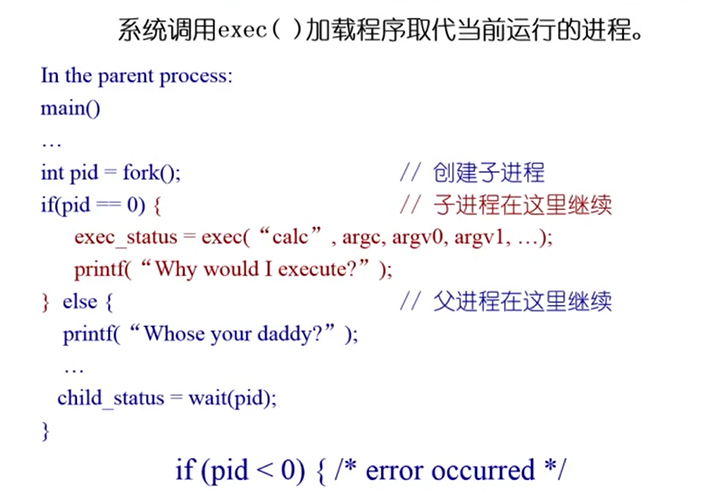 系统调用exec( )加载程序取代当前运行的进程。
In the parent process:
main()
…
int pid = fork(); // 创建子进程
if(pid == 0) { // 子进程在这里继续
exec_status = exec(“calc”, argc, argv0, argv1, …);
printf(“Why would I execute?”);
} else { // 父进程在这里继续
printf(“Whose your daddy?”);
…
child_status = wait(pid);
}
if (pid < 0) { /* error occurred */